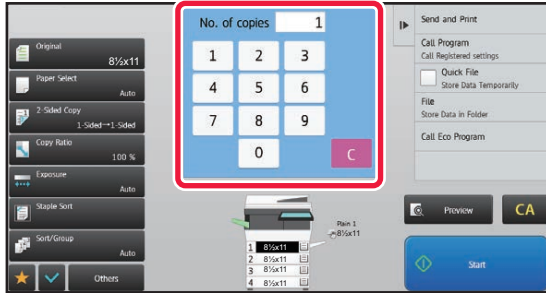 Original
8½x11
Paper Select
Auto
2-Sided Copy
1-Sided→1-Sided
Copy Ratio
100 %
Exposure
Auto
Staple Sort
Sort/Group
Auto
Others
No. of copies 1
1 2 3
4 5 6
7 8 9
0 C
Plain 1
8½x11
1 8½x11
2 8½x11
3 8½x11
4 8½x11
Send and Print
Call Program
Call Registered settings
Quick File
Store Data Temporarily
File
Store Data in Folder
Call Eco Program
Preview CA
Start